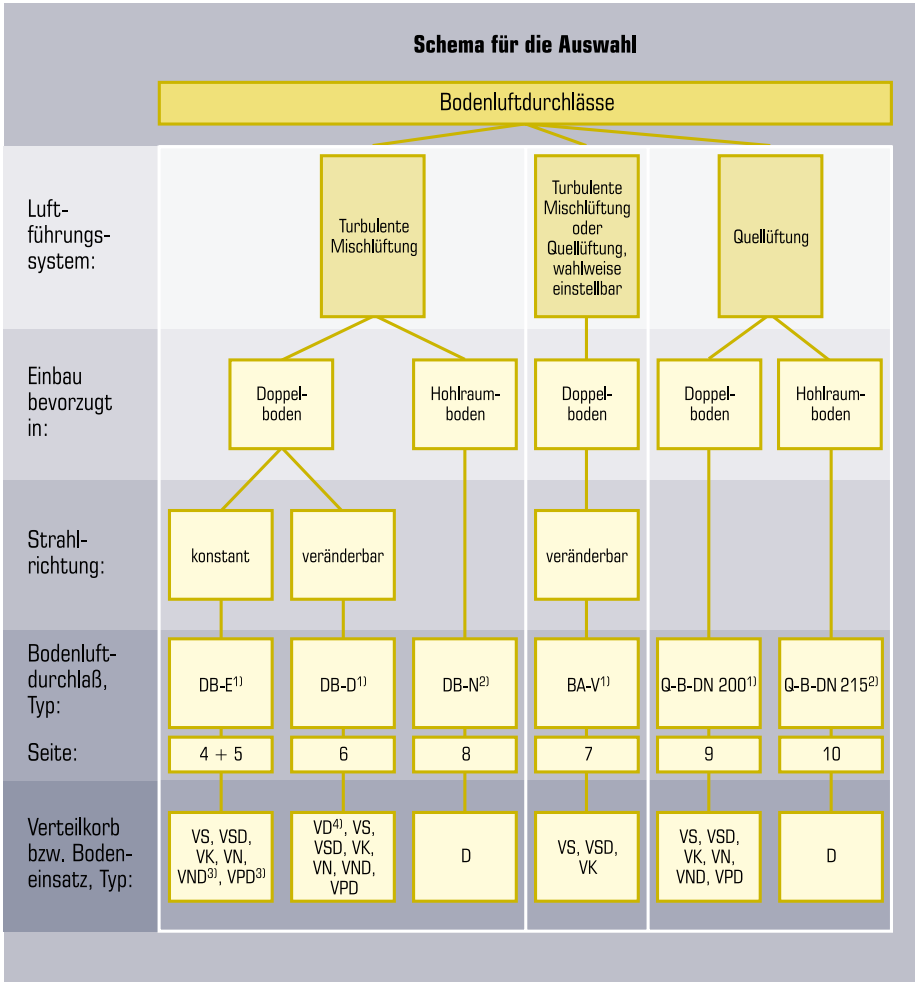 Schema für die Auswahl
Bodenluftdurchlässe
Luft-
führungs-
system:
Turbulente
Mischlüftung
Turbulente
Mischlüftung
oder
Quellüftung,
wahlweise
einstellbar
Quellüftung
Einbau
bevorzugt
in:
Doppel-
boden
Hohlraum-
boden
Doppel-
boden
Doppel-
boden
Hohlraum-
boden
Strahl-
richtung:
konstant
veränderbar
veränderbar
Bodenluft-
durchlaß,
Typ:
DB-E1)
DB-D1)
DB-N2)
BA-V1)
Q-B-DN 2001)
Q-B-DN 2152)
Seite:
4 + 5
6
8
7
9
10
Verteilkorb
bzw. Boden-
einsatz, Typ:
VS, VSD,
VK, VN,
VND3), VPD3)
VD4), VS,
VSD, VK,
VN, VND,
VPD
D
VS, VSD,
VK
VS, VSD,
VK, VN,
VND, VPD
D